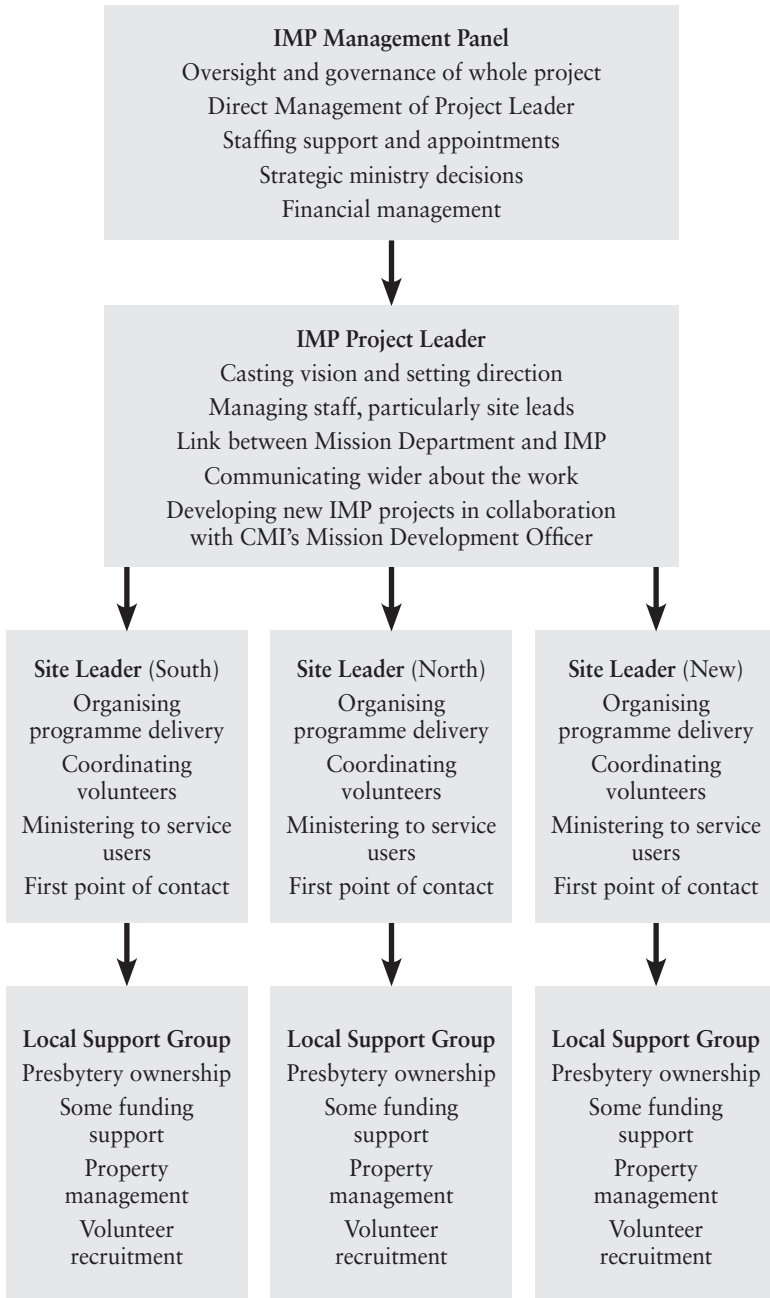 IMP Management Panel
Oversight and governance of whole project
Direct Management of Project Leader
Staffing support and appointments
Strategic ministry decisions
Financial management
IMP Project Leader
Casting vision and setting direction
Managing staff, particularly site leads
Link between Mission Department and IMP
Communicating wider about the work
Developing new IMP projects in collaboration
with CMI's Mission Development Officer
Site Leader (South)
Organising
programme delivery
Coordinating
volunteers
Ministering to service
users
First point of contact
Site Leader (North)
Organising
programme delivery
Coordinating
volunteers
Ministering to service
users
First point of contact
Site Leader (New)
Organising
programme delivery
Coordinating
volunteers
Ministering to service
users
First point of contact
Local Support Group
Presbytery ownership
Some funding
support
Property
management
Volunteer
recruitment
Local Support Group
Presbytery ownership
Some funding
support
Property
management
Volunteer
recruitment
Local Support Group
Presbytery ownership
Some funding
support
Property
management
Volunteer
recruitment